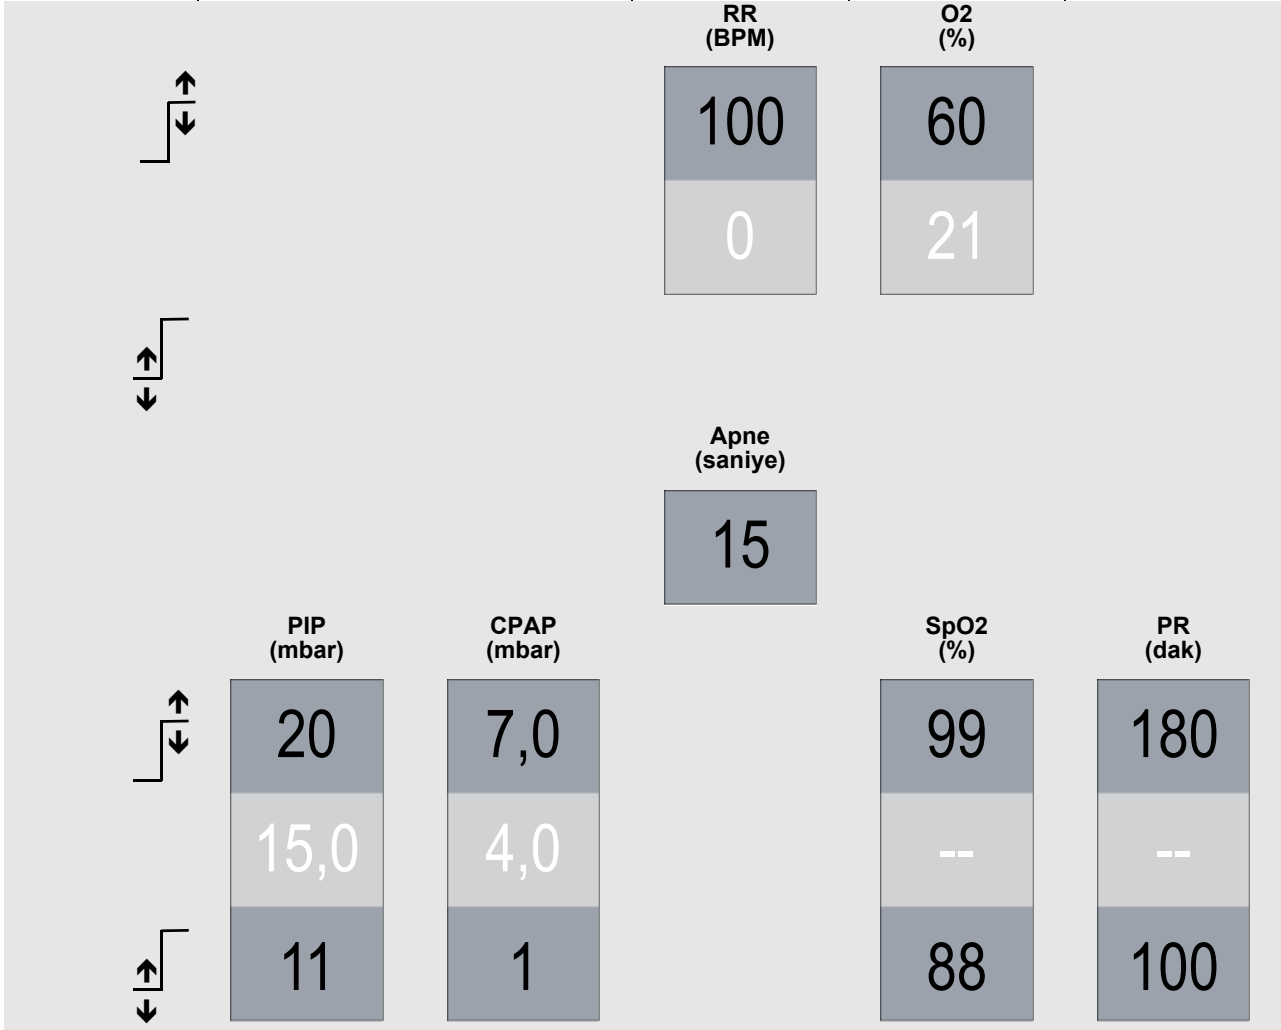 RR
(BPM)
O2
(%)
100
60
0
21
Apne
(saniye)
15
PIP
(mbar)
CPAP
(mbar)
SpO2
(%)
PR
(dak)
20
7,0
99
180
15,0
4,0
--
--
11
1
88
100